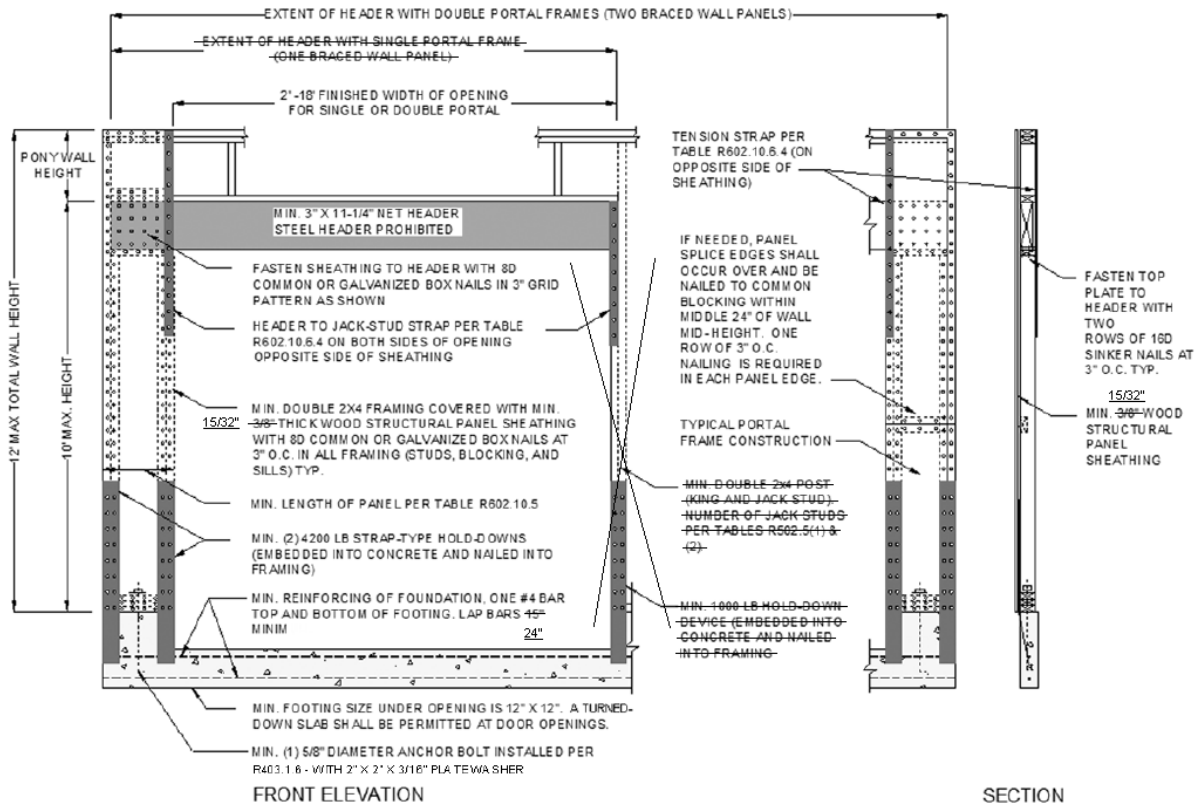 EXTENT OF HEADER WITH DOUBLE PORTAL FRAMES (TWO BRACED WALL PANELS)
EXTENT OF HEADER WITH SINGLE PORTAL FRAME
(ONE BRACED WALL PANEL)
2'-18' FINISHED WIDTH OF OPENING
FOR SINGLE OR DOUBLE PORTAL
PONYWALL
HEIGHT
12' MAX TOTAL WALL HEIGHT
10' MAX. HEIGHT
MIN. 3" X 11-1/4" NET HEADER
STEEL HEADER PROHIBITED
FASTEN SHEATHING TO HEADER WITH 8D
COMMON OR GALVANIZED BOX NAILS IN 3" GRID
PATTERN AS SHOWN
HEADER TO JACK-STUD STRAP PER TABLE
R602.10.6.4 ON BOTH SIDES OF OPENING
OPPOSITE SIDE OF SHEATHING
MIN. DOUBLE 2X4 FRAMING COVERED WITH MIN.
15/32" 3/8" THICK WOOD STRUCTURAL PANEL SHEATHING
WITH 8D COMMON OR GALVANIZED BOX NAILS AT
3" O.C. IN ALL FRAMING (STUDS, BLOCKING, AND
SILLS) TYP.
MIN. LENGTH OF PANEL PER TABLE R602.10.5
MIN. (2) 4200 LB STRAP-TYPE HOLD-DOWNS
(EMBEDDED INTO CONCRETE AND NAILED INTO
FRAMING)
MIN. REINFORCING OF FOUNDATION, ONE #4 BAR
TOP AND BOTTOM OF FOOTING. LAP BARS 15"
MINIM
24"
MIN. FOOTING SIZE UNDER OPENING IS 12" X 12". A TURNED-
DOWN SLAB SHALL BE PERMITTED AT DOOR OPENINGS.
MIN. (1) 5/8" DIAMETER ANCHOR BOLT INSTALLED PER
R403.1.6 - WITH 2" X 2" X 3/16" PLATEWASHER
FRONT ELEVATION
TENSION STRAP PER
TABLE R602.10.6.4 (ON
OPPOSITE SIDE OF
SHEATHING)
IF NEEDED, PANEL
SPLICE EDGES SHALL
OCCUR OVER AND BE
NAILED TO COMMON
BLOCKING WITHIN
MIDDLE 24" OF WALL
MID-HEIGHT. ONE
ROW OF 3" O.C.
NAILING IS REQUIRED
IN EACH PANEL EDGE.
TYPICAL PORTAL
FRAME CONSTRUCTION
MIN. DOUBLE 2x4 POST
(KING AND JACK STUD).
NUMBER OF JACK STUDS
PER TABLES R502.5(1) &
(2).
MIN. 1000 LB HOLD-DOWN
DEVICE (EMBEDDED INTO
CONCRETE AND NAILED
INTO FRAMING
FASTEN TOP
PLATE TO
HEADER WITH
TWO
ROWS OF 16D
SINKER NAILS AT
3" O.C. TYP.
15/32"
MIN. 3/8" WOOD
STRUCTURAL
PANEL
SHEATHING
SECTION